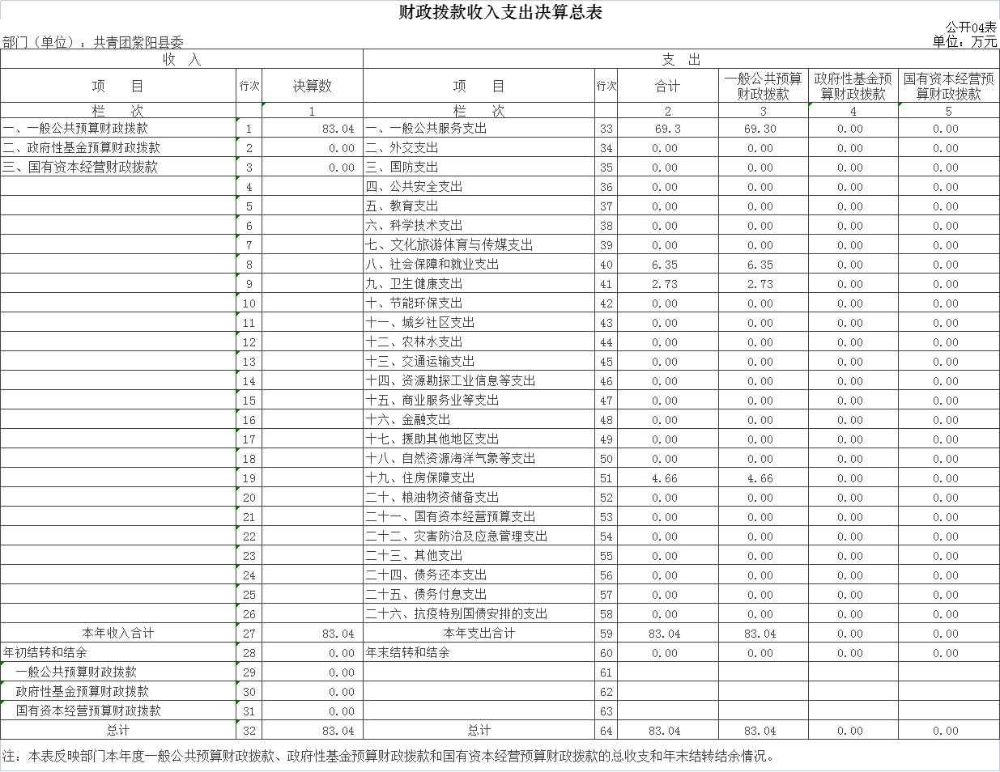 财政拨款收入支出决算总表
公开04表
部门（单位）：共青团紫阳县委 单位：万元
收 入 支 出
项 目 行次 决算数 项 目 行次 合计 一般公共预算财政拨款 政府性基金预算财政拨款 国有资本经营预算财政拨款
栏 次 1 栏 次 2 3 4 5
一、一般公共预算财政拨款 1 83.04 一、一般公共服务支出 33 69.3 69.30 0.00 0.00
二、政府性基金预算财政拨款 2 0.00 二、外交支出 34 0.00 0.00 0.00 0.00
三、国有资本经营财政拨款 3 0.00 三、国防支出 35 0.00 0.00 0.00 0.00
4 四、公共安全支出 36 0.00 0.00 0.00 0.00
5 五、教育支出 37 0.00 0.00 0.00 0.00
6 六、科学技术支出 38 0.00 0.00 0.00 0.00
7 七、文化旅游体育与传媒支出 39 0.00 0.00 0.00 0.00
8 八、社会保障和就业支出 40 6.35 6.35 0.00 0.00
9 九、卫生健康支出 41 2.73 2.73 0.00 0.00
10 十、节能环保支出 42 0.00 0.00 0.00 0.00
11 十一、城乡社区支出 43 0.00 0.00 0.00 0.00
12 十二、农林水支出 44 0.00 0.00 0.00 0.00
13 十三、交通运输支出 45 0.00 0.00 0.00 0.00
14 十四、资源勘探工业信息等支出 46 0.00 0.00 0.00 0.00
15 十五、商业服务业等支出 47 0.00 0.00 0.00 0.00
16 十六、金融支出 48 0.00 0.00 0.00 0.00
17 十七、援助其他地区支出 49 0.00 0.00 0.00 0.00
18 十八、自然资源海洋气象等支出 50 0.00 0.00 0.00 0.00
19 十九、住房保障支出 51 4.66 4.66 0.00 0.00
20 二十、粮油物资储备支出 52 0.00 0.00 0.00 0.00
21 二十一、国有资本经营预算支出 53 0.00 0.00 0.00 0.00
22 二十二、灾害防治及应急管理支出 54 0.00 0.00 0.00 0.00
23 二十三、其他支出 55 0.00 0.00 0.00 0.00
24 二十四、债务还本支出 56 0.00 0.00 0.00 0.00
25 二十五、债务付息支出 57 0.00 0.00 0.00 0.00
26 二十六、抗疫特别国债安排的支出 58 0.00 0.00 0.00 0.00
本年收入合计 27 83.04 本年支出合计 59 83.04 83.04 0.00 0.00
年初结转和结余 28 0.00 年末结转和结余 60 0.00 0.00 0.00 0.00
一般公共预算财政拨款 29 0.00 61
政府性基金预算财政拨款 30 0.00 62
国有资本经营预算财政拨款 31 0.00 63
总计 32 83.04 总计 64 83.04 83.04 0.00 0.00
注：本表反映部门本年度一般公共预算财政拨款、政府性基金预算财政拨款和国有资本经营预算财政拨款的总收支和年末结转结余情况。